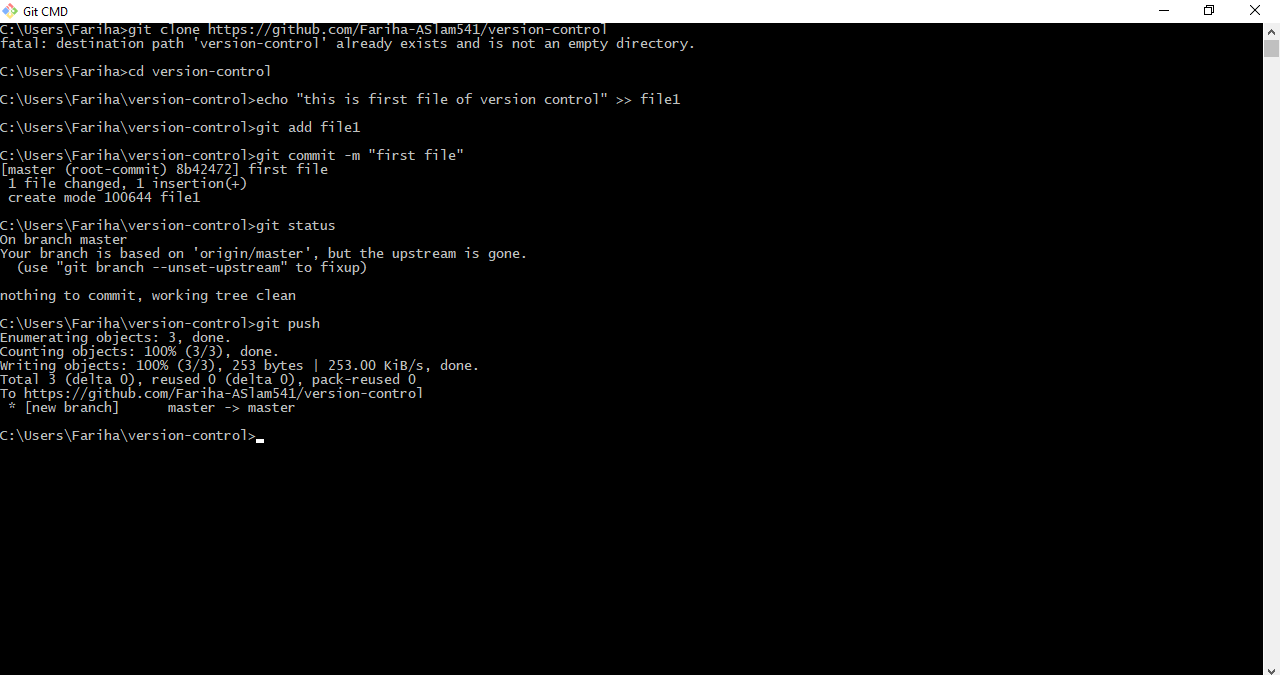 Git CMD
C:\Users\Fariha>git clone https://github.com/Fariha-ASlam541/version-control
fatal: destination path 'version-control' already exists and is not an empty directory.
C:\Users\Fariha>cd version-control
C:\Users\Fariha\version-control>echo "this is first file of version control" >> file1
C:\Users\Fariha\version-control>git add file1
C:\Users\Fariha\version-control>git commit -m "first file"
[master (root-commit) 8b42472] first file
 1 file changed, 1 insertion(+)
 create mode 100644 file1
C:\Users\Fariha\version-control>git status
On branch master
Your branch is based on 'origin/master', but the upstream is gone.
  (use "git branch --unset-upstream" to fixup)
nothing to commit, working tree clean
C:\Users\Fariha\version-control>git push
Enumerating objects: 3, done.
Counting objects: 100% (3/3), done.
Writing objects: 100% (3/3), 253 bytes | 253.00 KiB/s, done.
Total 3 (delta 0), reused 0 (delta 0), pack-reused 0
To https://github.com/Fariha-ASlam541/version-control
 * [new branch]      master -> master
C:\Users\Fariha\version-control>